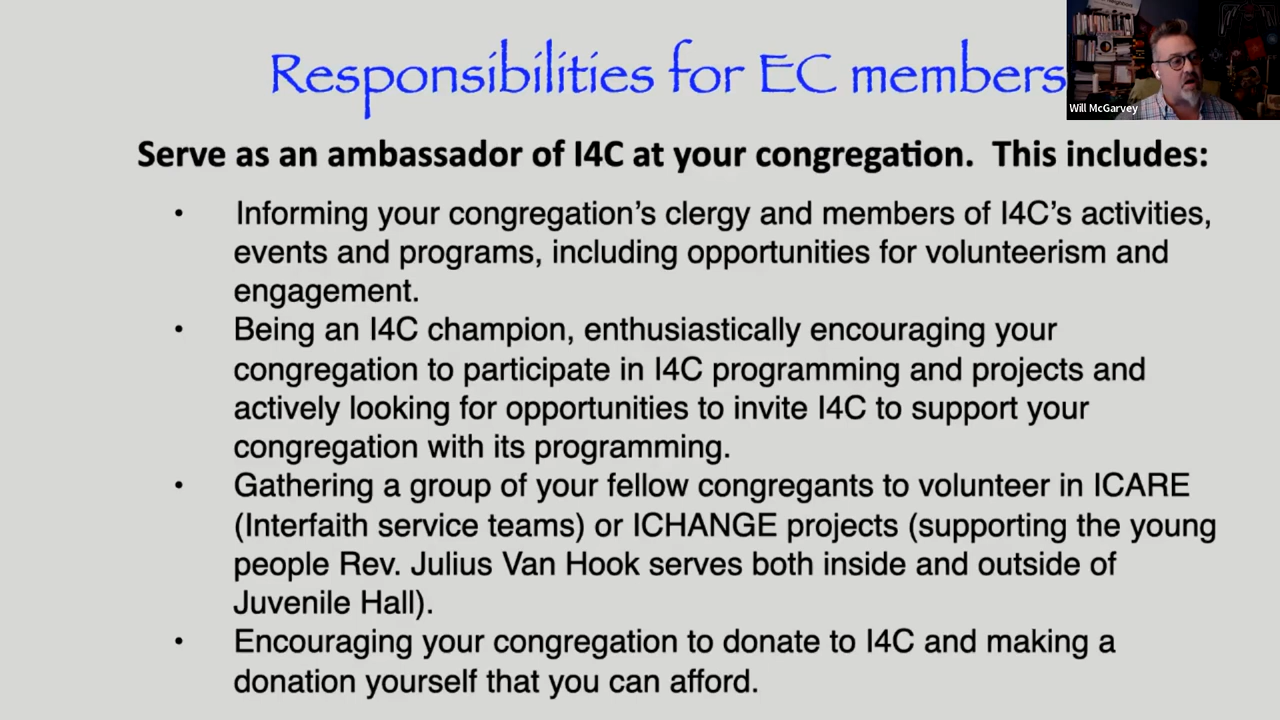 Responsibilities for EC members
Will McGarvey
Serve as an ambassador of I4C at your congregation.  This includes:
• Informing your congregation's clergy and members of I4C's activities,
events and programs, including opportunities for volunteerism and
engagement.
• Being an I4C champion, enthusiastically encouraging your
congregation to participate in I4C programming and projects and
actively looking for opportunities to invite I4C to support your
congregation with its programming.
• Gathering a group of your fellow congregants to volunteer in ICARE
(Interfaith service teams) or ICHANGE projects (supporting the young
people Rev. Julius Van Hook serves both inside and outside of
Juvenile Hall).
• Encouraging your congregation to donate to I4C and making a
donation yourself that you can afford.